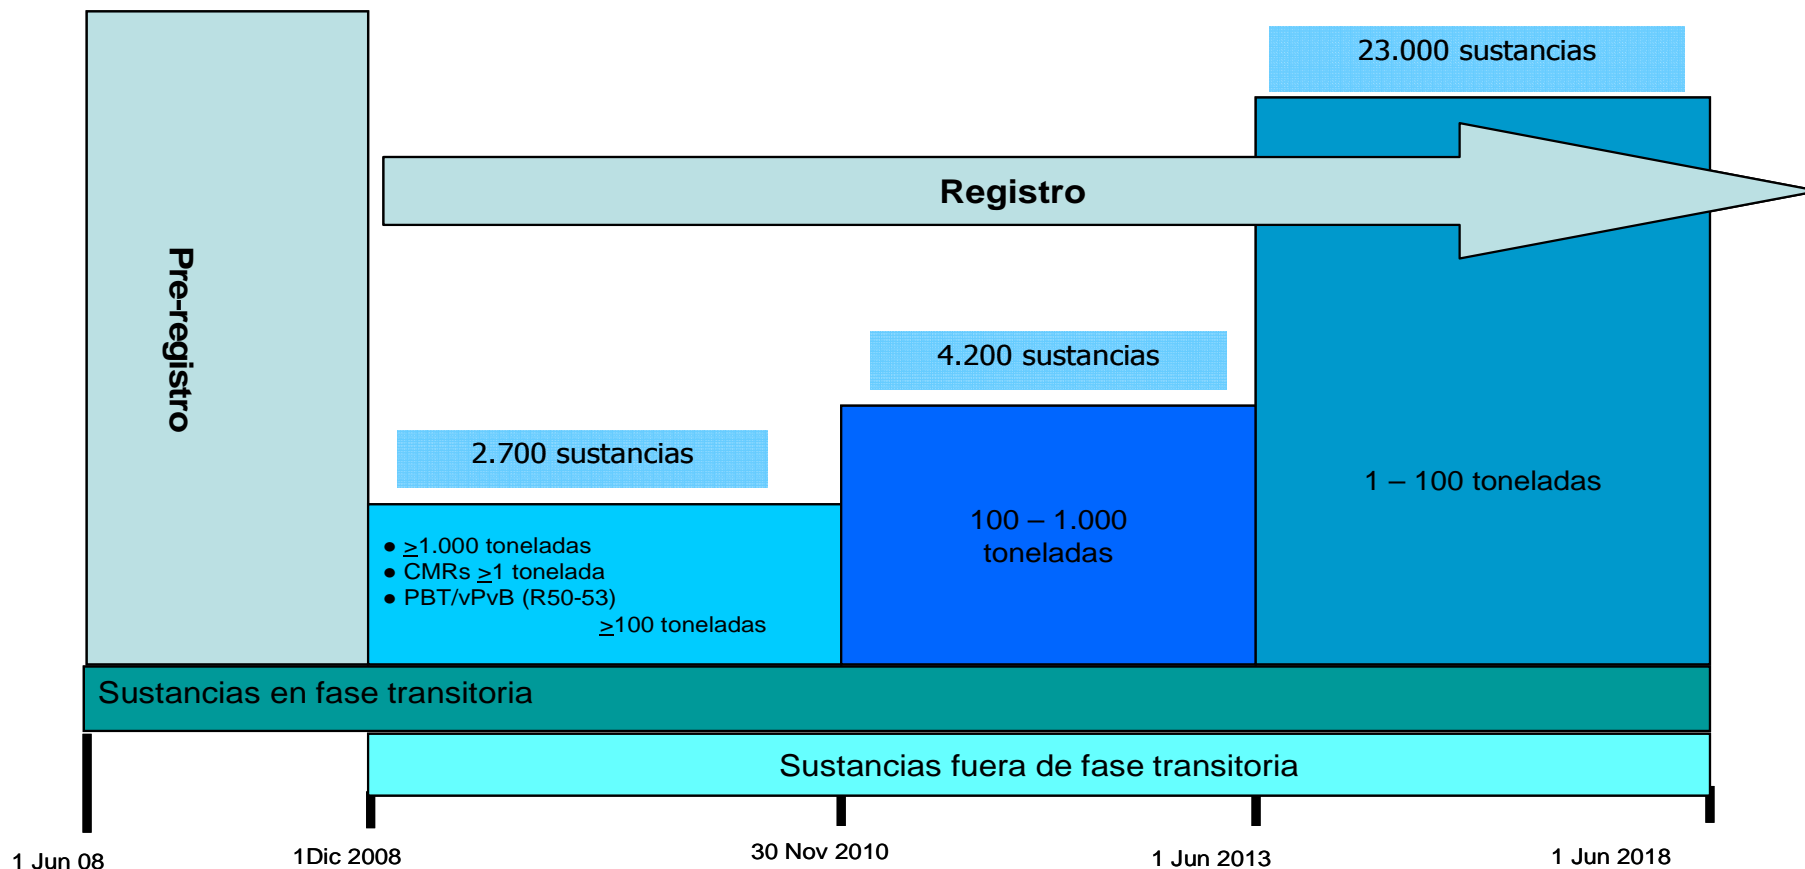 23.000 sustancias
Registro
Pre-registro
4.200 sustancias
2.700 sustancias
1 – 100 toneladas
100 – 1.000
toneladas
● ≥1.000 toneladas
● CMRs ≥1 tonelada
● PBT/vPvB (R50-53)
≥100 toneladas
Sustancias en fase transitoria
Sustancias fuera de fase transitoria
1 Jun 08
1Dic 2008
30 Nov 2010
1 Jun 2013
1 Jun 2018